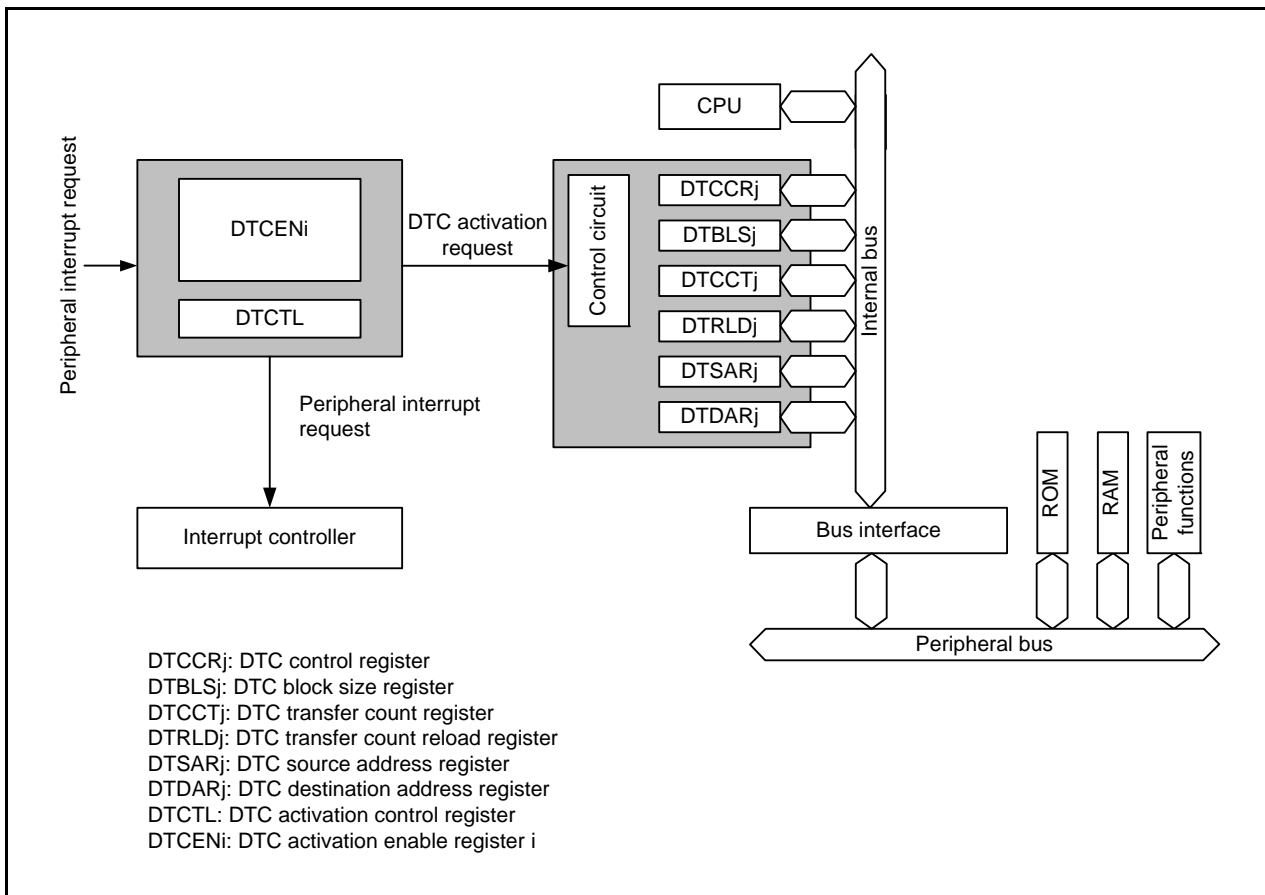 CPU
Peripheral interrupt request
DTCENi
DTCTL
DTC activation
request
Control circuit
DTCCRj
DTBLSj
DTCCTj
DTRLDj
DTSARj
DTDARj
Internal bus
Peripheral interrupt
request
Interrupt controller
Bus interface
ROM
RAM
Peripheral
functions
Peripheral bus
DTCCRj: DTC control register
DTBLSj: DTC block size register
DTCCTj: DTC transfer count register
DTRLDj: DTC transfer count reload register
DTSARj: DTC source address register
DTDARj: DTC destination address register
DTCTL: DTC activation control register
DTCENi: DTC activation enable register i